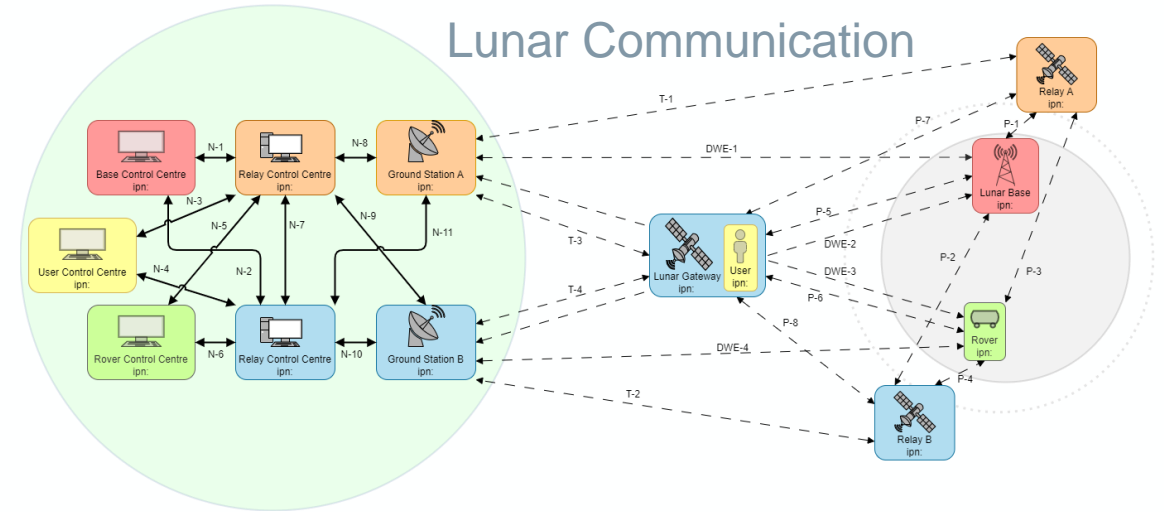 Lunar Communication
Relay A
ipn:
T-1
P-7
P-1
Base Control Centre
ipn:
N-1
Relay Control Centre
ipn:
N-8
Ground Station A
ipn:
DWE-1
Lunar Base
ipn:
N-3
N-5
N-7
N-9
N-11
User Control Centre
ipn:
N-4
N-2
T-3
T-4
Lunar Gateway
ipn:
User
ipn:
P-5
DWE-2
DWE-3
P-6
P-2
P-3
Rover Control Centre
ipn:
N-6
Relay Control Centre
ipn:
N-10
Ground Station B
ipn:
P-8
DWE-4
Rover
ipn:
P-4
T-2
Relay B
ipn: